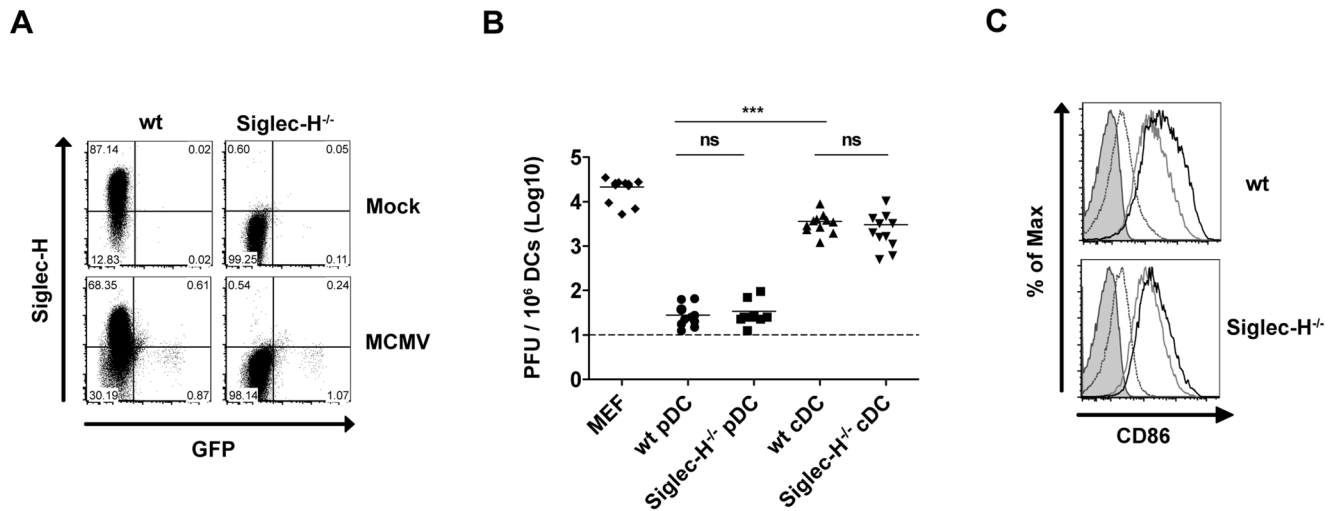 A
B
C
wt
Siglec-H-/-
87.14
0.02
0.60
0.05
12.83
0.02
99.25
0.11
Mock
68.35
0.61
0.54
0.24
30.19
0.87
98.14
1.07
MCMV
Siglec-H
GFP
***
ns
ns
5
4
3
2
1
0
PFU / 10⁶ DCs (Log10)
MEF
wt pDC
Siglec-H-/- pDC
wt cDC
Siglec-H-/- cDC
wt
Siglec-H-/-
% of Max
CD86